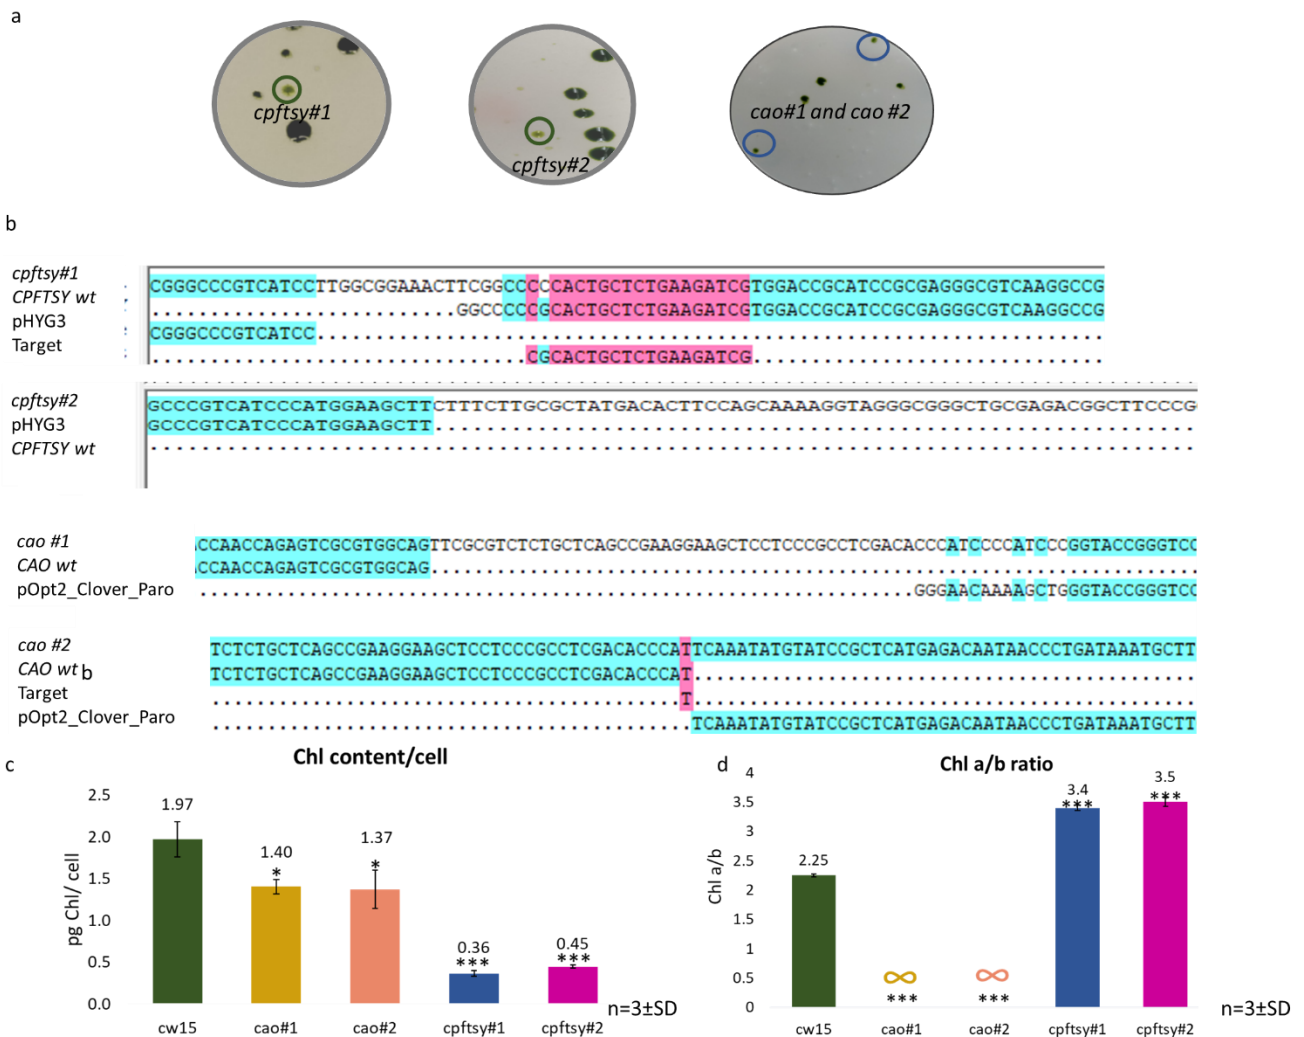 a
cpftsy#1
cpftsy#2
cao#1 and cao #2
b
cpftsy#1
CPFTSY wt
pHYG3
Target
CGGGCCCGTCATCCTTGGCGGAAACTTCGGCCCCCCACTGCTCTGAAGATCGTGGACCGCATCCGCGAGGGCGTCAAGGCCG
..........................GGCCCCCGCACTGCTCTGAAGATCGTGGACCGCATCCGCGAGGGCGTCAAGGCCG
CGGGCCCGTCATCC....................................................................
................................CGCACTGCTCTGAAGATCG..............................
cpftsy#2
pHYG3
CPFTSY wt
GCCCGTCATCCCATGGAAGCTTCTTTCTTGCGCTATGACACTTCCAGCAAAAGGTAGGGCGGGCTGCGAGACGGCTTCCCG
GCCCGTCATCCCATGGAAGCTT...........................................................
cao #1
CAO wt
pOpt2_Clover_Paro
CCAACCAGAGTCGCGTGGCAGTTCGCGTCTCTGCTCAGCCGAAGGAAGCTCCTCCCGCCTCGACACCCATCCCCATCCCGGTACCGGGTCC
CCAACCAGAGTCGCGTGGCAG......................................................................
................................................................GGGAACAAAAGCTGGGTACCGGGTCC
cao #2
CAO wt b
Target
pOpt2_Clover_Paro
TCTCTGCTCAGCCGAAGGAAGCTCCTCCCGCCTCGACACCCATTCAAATATGTATCCGCTCATGAGACAATAACCCTGATAAATGCTT
TCTCTGCTCAGCCGAAGGAAGCTCCTCCCGCCTCGACACCCAT.............................................
..........................................T.............................................
...........................................TCAAATATGTATCCGCTCATGAGACAATAACCCTGATAAATGCTT
c
Chl content/cell
pg Chl/ cell
2.5
2.0
1.5
1.0
0.5
0.0
1.97
1.40
*
1.37
*
0.36
***
0.45
***
cw15
cao#1
cao#2
cpftsy#1
cpftsy#2
n=3±SD
d
Chl a/b ratio
Chl a/b
4
3.5
3
2.5
2
1.5
1
0.5
0
2.25
∞
***
∞
***
3.4
***
3.5
***
cw15
cao#1
cao#2
cpftsy#1
cpftsy#2
n=3±SD